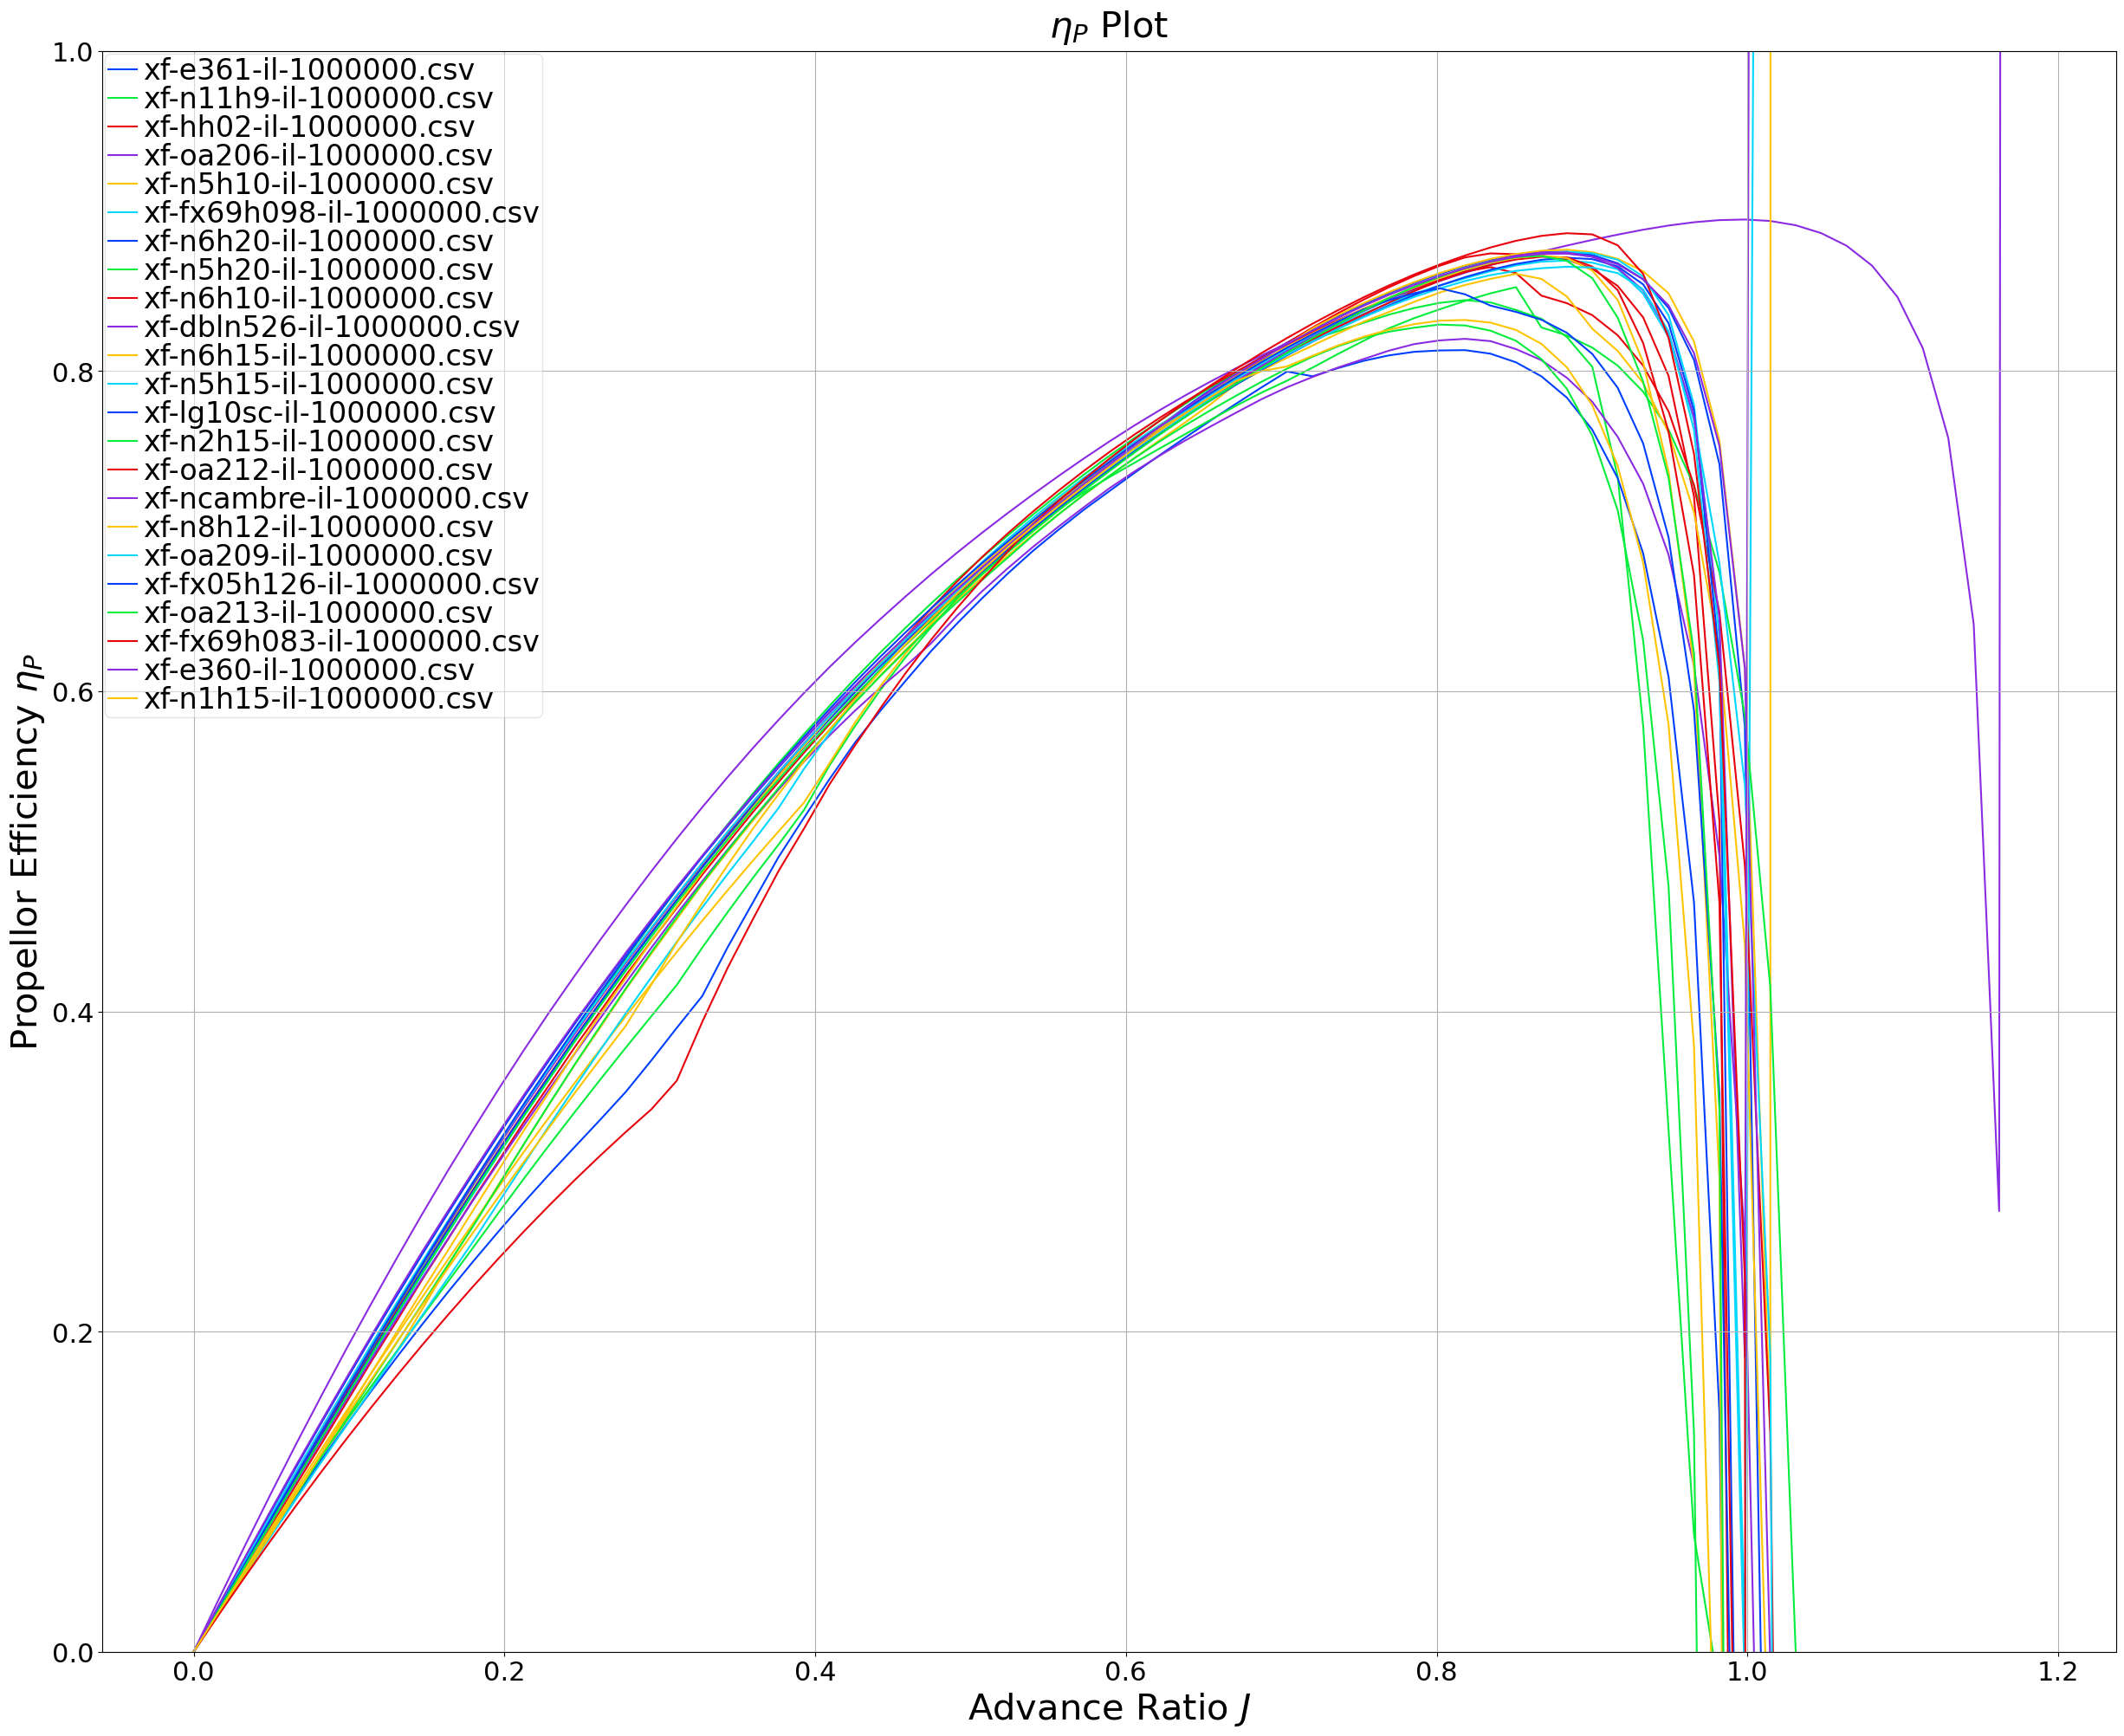 η_P Plot
1.0
xf-e361-il-1000000.csv
xf-n11h9-il-1000000.csv
xf-hh02-il-1000000.csv
xf-oa206-il-1000000.csv
xf-n5h10-il-1000000.csv
xf-fx69h098-il-1000000.csv
xf-n6h20-il-1000000.csv
xf-n5h20-il-1000000.csv
xf-n6h10-il-1000000.csv
xf-dbln526-il-1000000.csv
xf-n6h15-il-1000000.csv
xf-n5h15-il-1000000.csv
xf-lg10sc-il-1000000.csv
xf-n2h15-il-1000000.csv
xf-oa212-il-1000000.csv
xf-ncambre-il-1000000.csv
xf-n8h12-il-1000000.csv
xf-oa209-il-1000000.csv
xf-fx05h126-il-1000000.csv
xf-oa213-il-1000000.csv
xf-fx69h083-il-1000000.csv
xf-e360-il-1000000.csv
xf-n1h15-il-1000000.csv
0.8
0.6
0.4
0.2
0.0
Propellor Efficiency η_P
0.0 0.2 0.4 0.6 0.8 1.0 1.2
Advance Ratio J